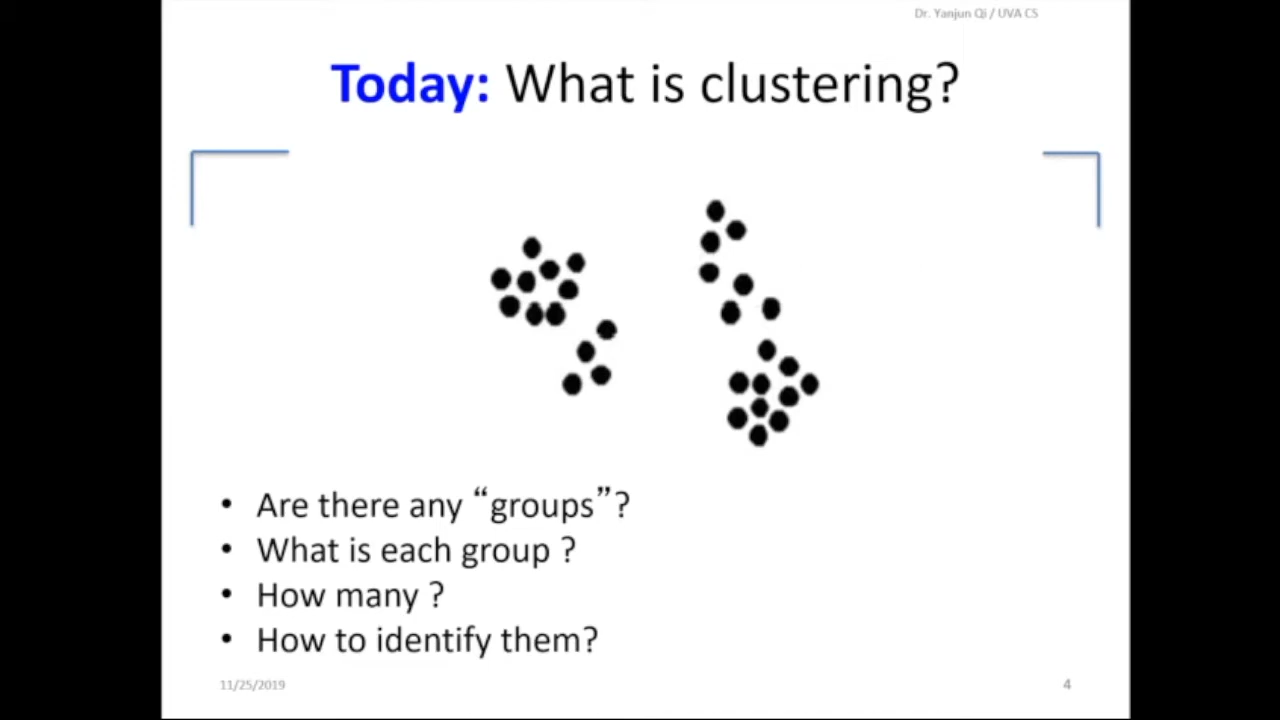 Dr. Yanjun Qi / UVA CS
Today: What is clustering?
• Are there any “groups”?
• What is each group ?
• How many ?
• How to identify them?
11/25/2019
4